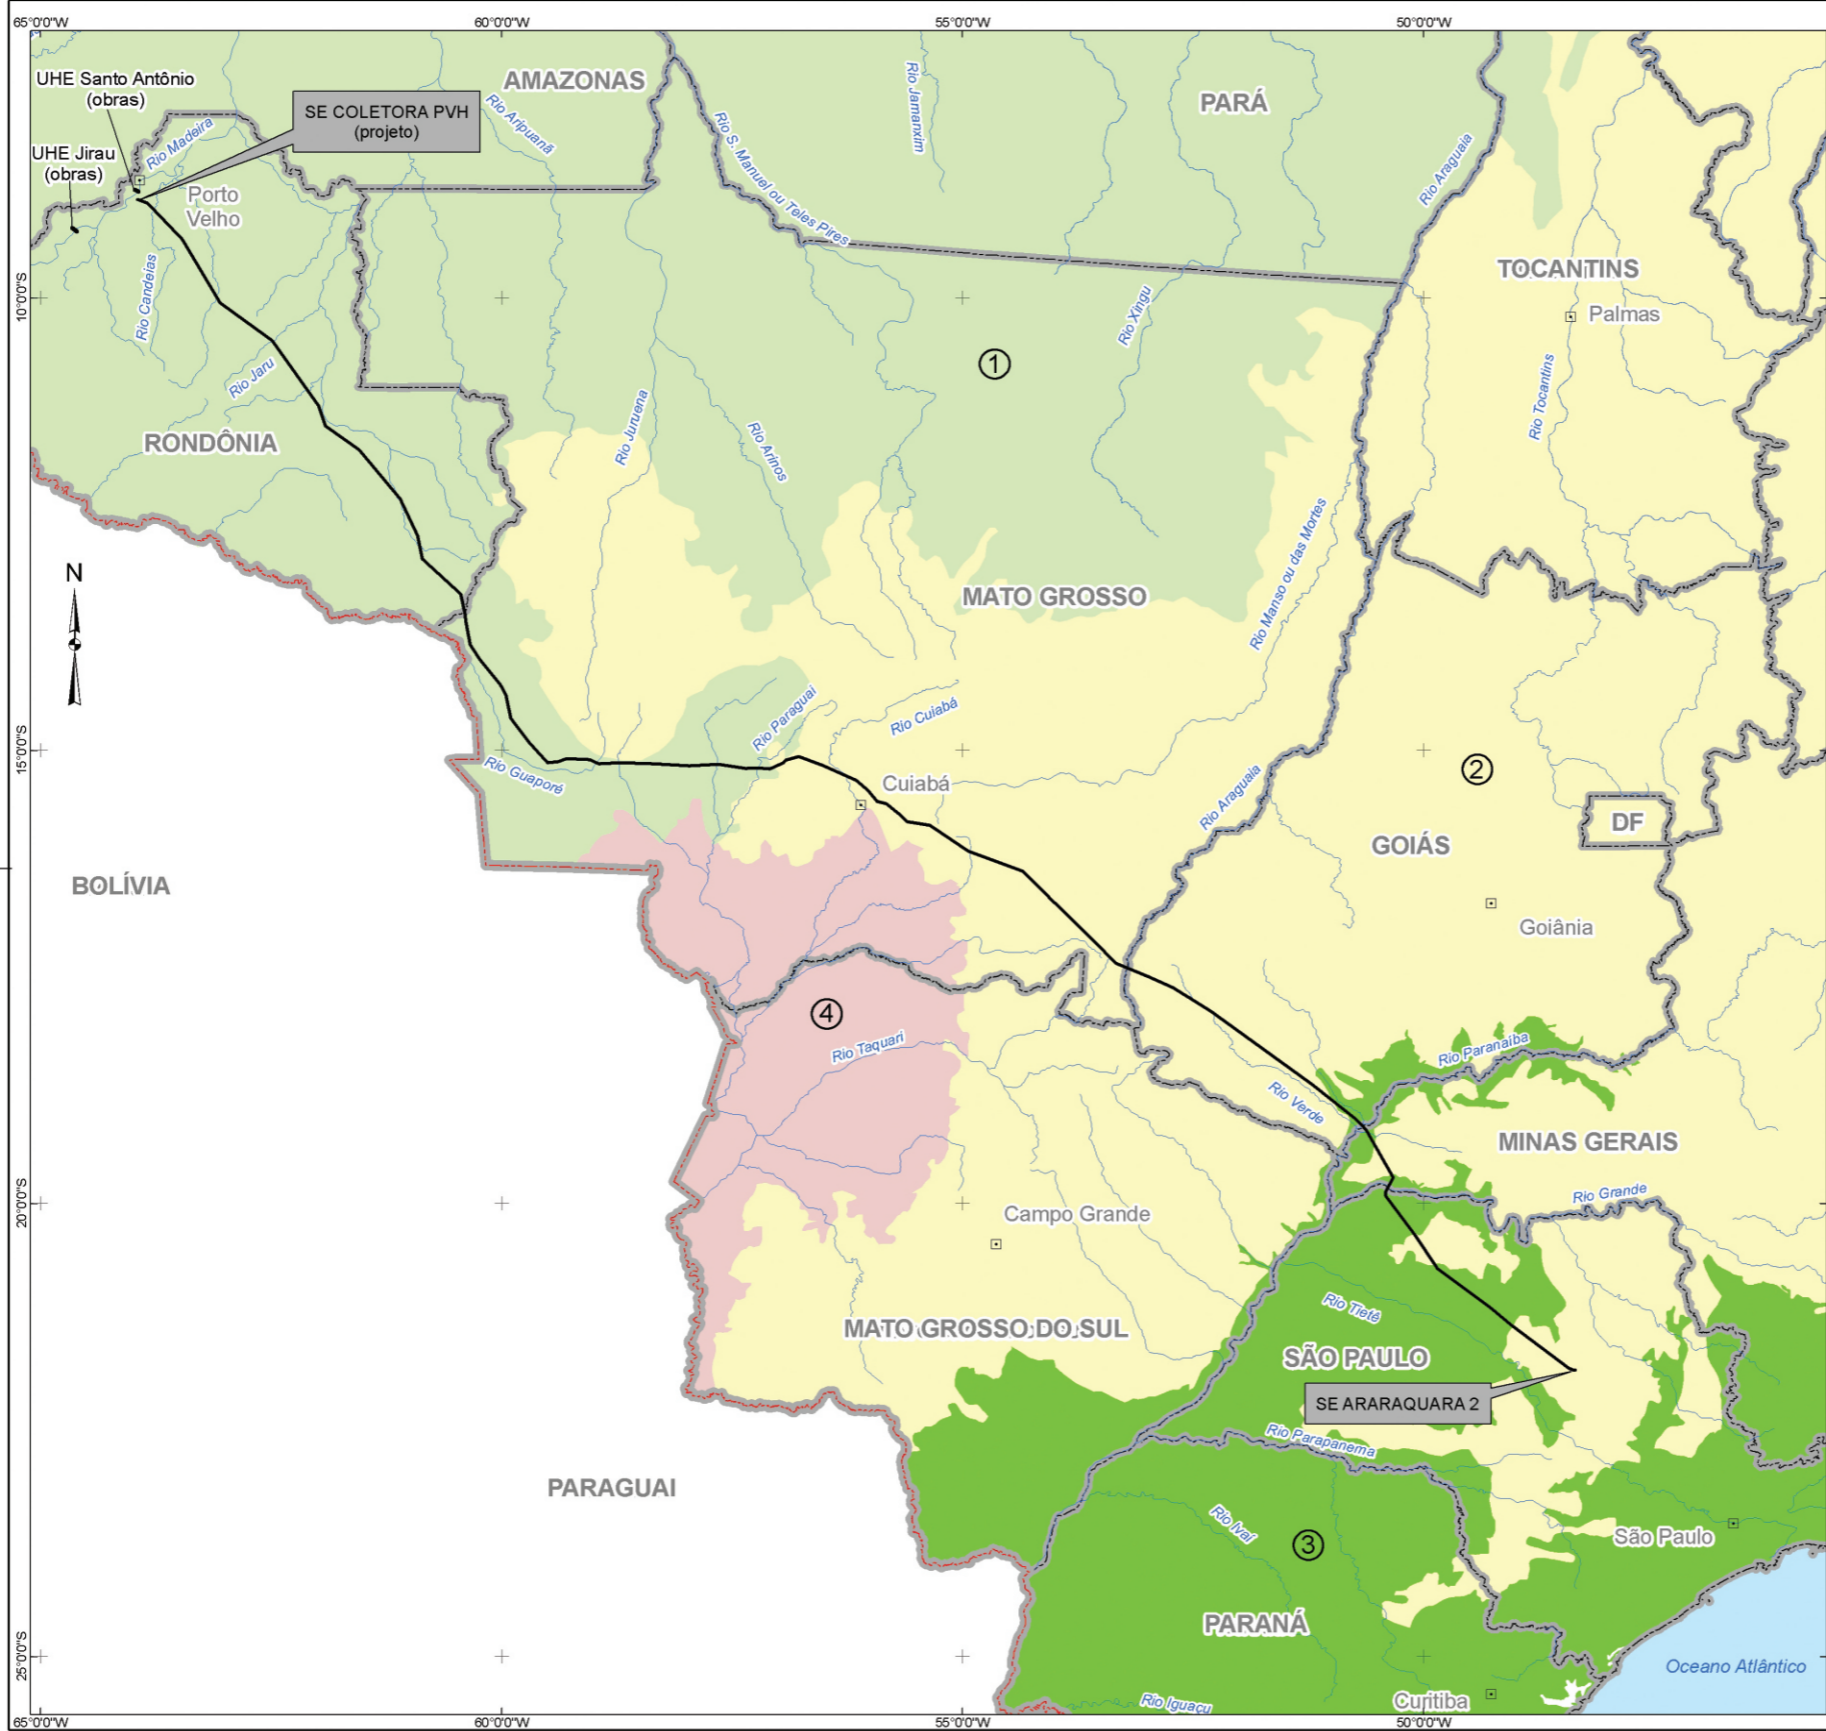 65°0'0"W
60°0'0"W
55°0'0"W
50°0'0"W
UHE Santo Antônio
(obras)
SE COLETORA PVH
(projeto)
AMAZONAS
PARÁ
Rio Aripuanã
Rio Jamanxim
Rio S. Manuel ou Teles Pires
Rio Araguaia
Rio Madeira
UHE Jirau
(obras)
Porto
Velho
TOCANTINS
Palmas
10°0'0"S
Rio Candeias
Rio Xingu
1
Rio Jaru
Rio Tocantins
RONDÔNIA
Rio Juruena
Rio Arinos
Rio Manso ou das Mortes
N
MATO GROSSO
Rio Paraguai
Rio Cuiabá
15°0'0"S
Rio Guaporé
Cuiabá
Rio Araguaia
2
DF
GOIÁS
BOLÍVIA
Goiânia
4
Rio Taquari
Rio Paranaíba
Rio Verde
MINAS GERAIS
20°0'0"S
Rio Grande
Campo Grande
MATO GROSSO DO SUL
Rio Tietê
SÃO PAULO
SE ARARAQUARA 2
Rio Parapanema
PARAGUAI
Rio Ivaí
3
São Paulo
PARANÁ
25°0'0"S
Oceano Atlântico
Rio Iguaçu
Curitiba
65°0'0"W
60°0'0"W
55°0'0"W
50°0'0"W